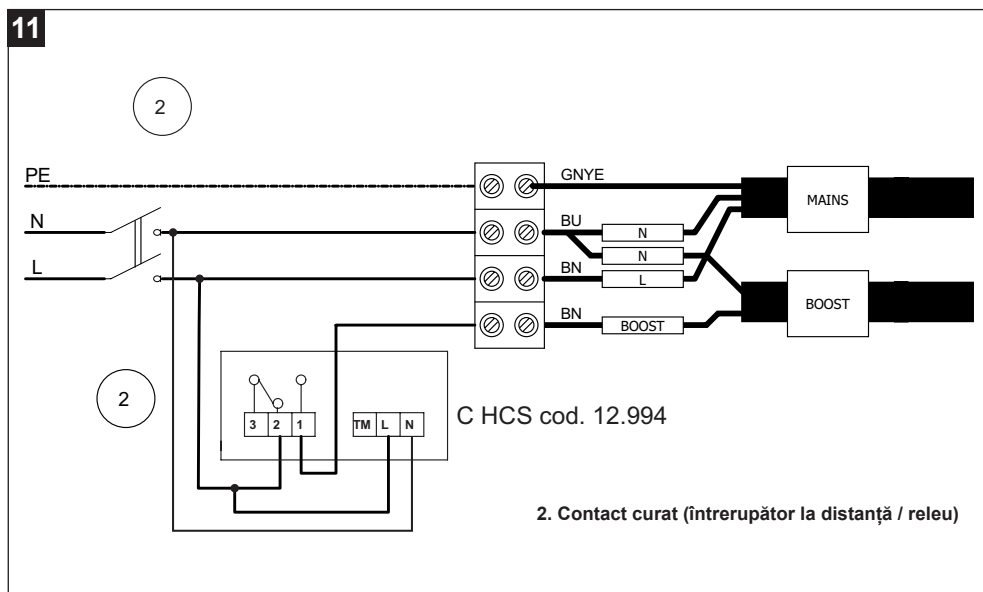 11
2
PE
GNYE
MAINS
N
BU
N
N
L
BN
L
BOOST
BN
BOOST
2
3 2 1
TM L N
C HCS cod. 12.994
2. Contact curat (întrerupător la distanță / releu)